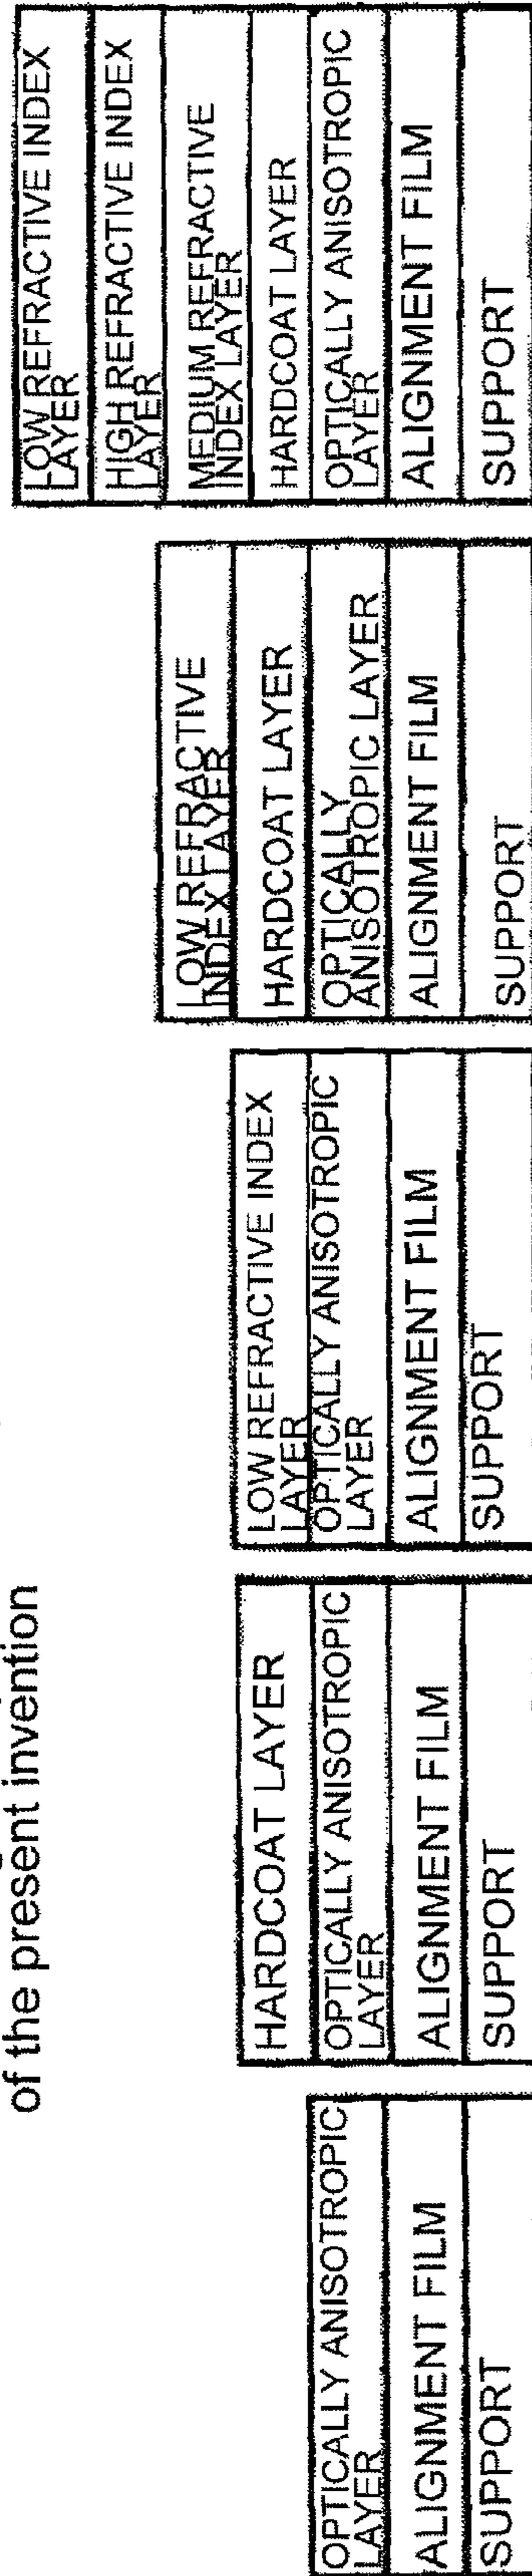 of the present invention
OPTICALLY ANISOTROPIC
LAYER
ALIGNMENT FILM
SUPPORT
HARDCOAT LAYER
OPTICALLY ANISOTROPIC
LAYER
ALIGNMENT FILM
SUPPORT
LOW REFRACTIVE INDEX
LAYER
OPTICALLY ANISOTROPIC
LAYER
ALIGNMENT FILM
SUPPORT
LOW REFRACTIVE
INDEX LAYER
HARDCOAT LAYER
OPTICALLY
ANISOTROPIC LAYER
ALIGNMENT FILM
SUPPORT
LOW REFRACTIVE INDEX
LAYER
HIGH REFRACTIVE INDEX
LAYER
MEDIUM REFRACTIVE
INDEX LAYER
HARDCOAT LAYER
OPTICALLY ANISOTROPIC
LAYER
ALIGNMENT FILM
SUPPORT